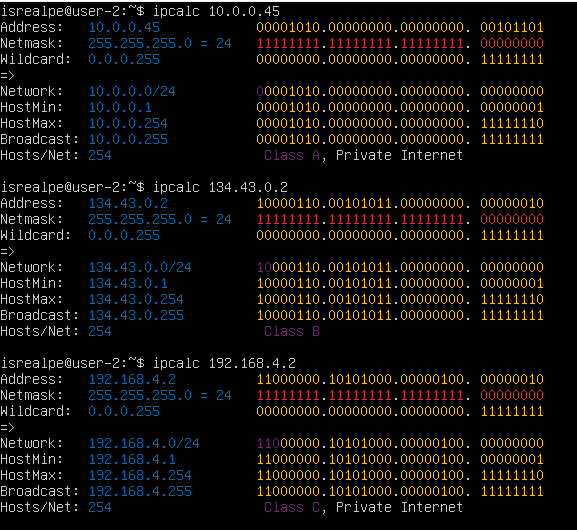 isrealpe@user-2:~$ ipcalc 10.0.0.45
Address:   10.0.0.45            00001010.00000000.00000000. 00101101
Netmask:   255.255.255.0 = 24   11111111.11111111.11111111. 00000000
Wildcard:  0.0.0.255            00000000.00000000.00000000. 11111111
=>
Network:   10.0.0.0/24          00001010.00000000.00000000. 00000000
HostMin:   10.0.0.1             00001010.00000000.00000000. 00000001
HostMax:   10.0.0.254           00001010.00000000.00000000. 11111110
Broadcast: 10.0.0.255           00001010.00000000.00000000. 11111111
Hosts/Net: 254                   Class A, Private Internet
isrealpe@user-2:~$ ipcalc 134.43.0.2
Address:   134.43.0.2           10000110.00101011.00000000. 00000010
Netmask:   255.255.255.0 = 24   11111111.11111111.11111111. 00000000
Wildcard:  0.0.0.255            00000000.00000000.00000000. 11111111
=>
Network:   134.43.0.0/24        10000110.00101011.00000000. 00000000
HostMin:   134.43.0.1           10000110.00101011.00000000. 00000001
HostMax:   134.43.0.254         10000110.00101011.00000000. 11111110
Broadcast: 134.43.0.255         10000110.00101011.00000000. 11111111
Hosts/Net: 254                   Class B
isrealpe@user-2:~$ ipcalc 192.168.4.2
Address:   192.168.4.2          11000000.10101000.00000100. 00000010
Netmask:   255.255.255.0 = 24   11111111.11111111.11111111. 00000000
Wildcard:  0.0.0.255            00000000.00000000.00000000. 11111111
=>
Network:   192.168.4.0/24       11000000.10101000.00000100. 00000000
HostMin:   192.168.4.1          11000000.10101000.00000100. 00000001
HostMax:   192.168.4.254        11000000.10101000.00000100. 11111110
Broadcast: 192.168.4.255        11000000.10101000.00000100. 11111111
Hosts/Net: 254                   Class C, Private Internet